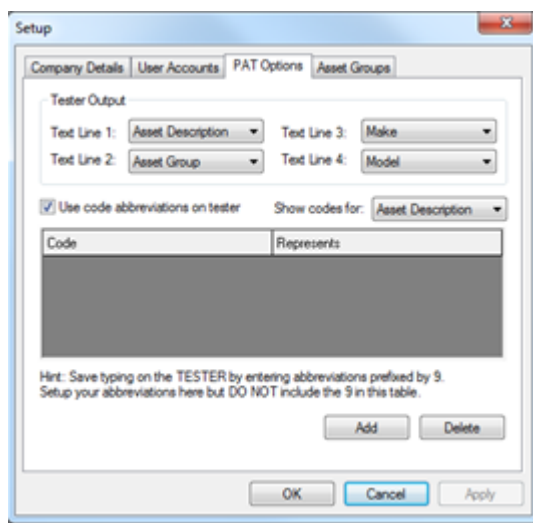 Setup
Company Details User Accounts PAT Options Asset Groups
Tester Output
Text Line 1: Asset Description Text Line 3: Make
Text Line 2: Asset Group Text Line 4: Model
Use code abbreviations on tester Show codes for: Asset Description
Code Represents
Hint: Save typing on the TESTER by entering abbreviations prefixed by 9.
Setup your abbreviations here but DO NOT include the 9 in this table.
Add Delete
OK Cancel Apply